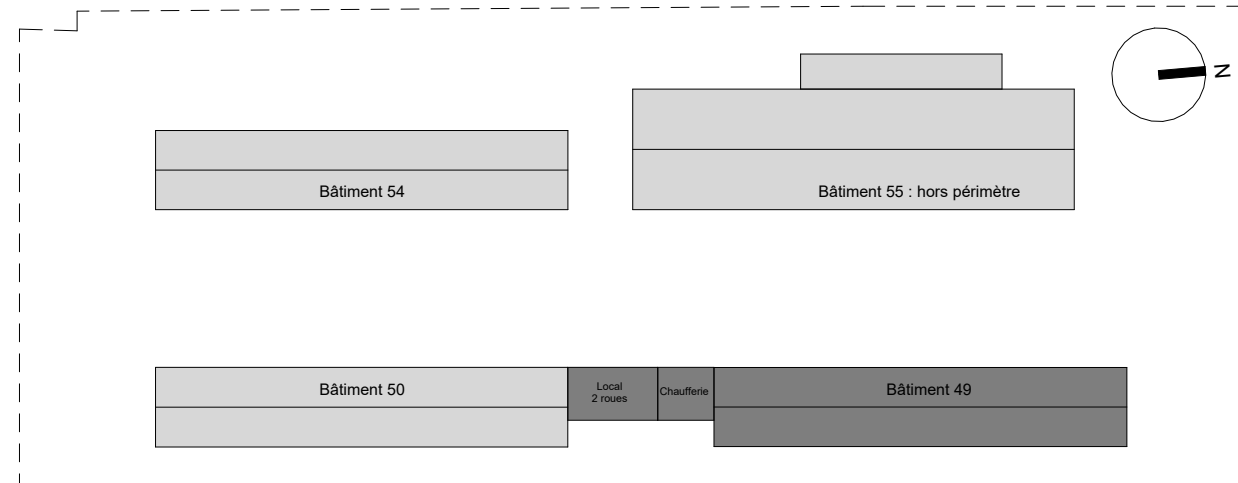 N
Bâtiment 54
Bâtiment 55 : hors périmètre
Bâtiment 50
Local
2 roues
Chaufferie
Bâtiment 49